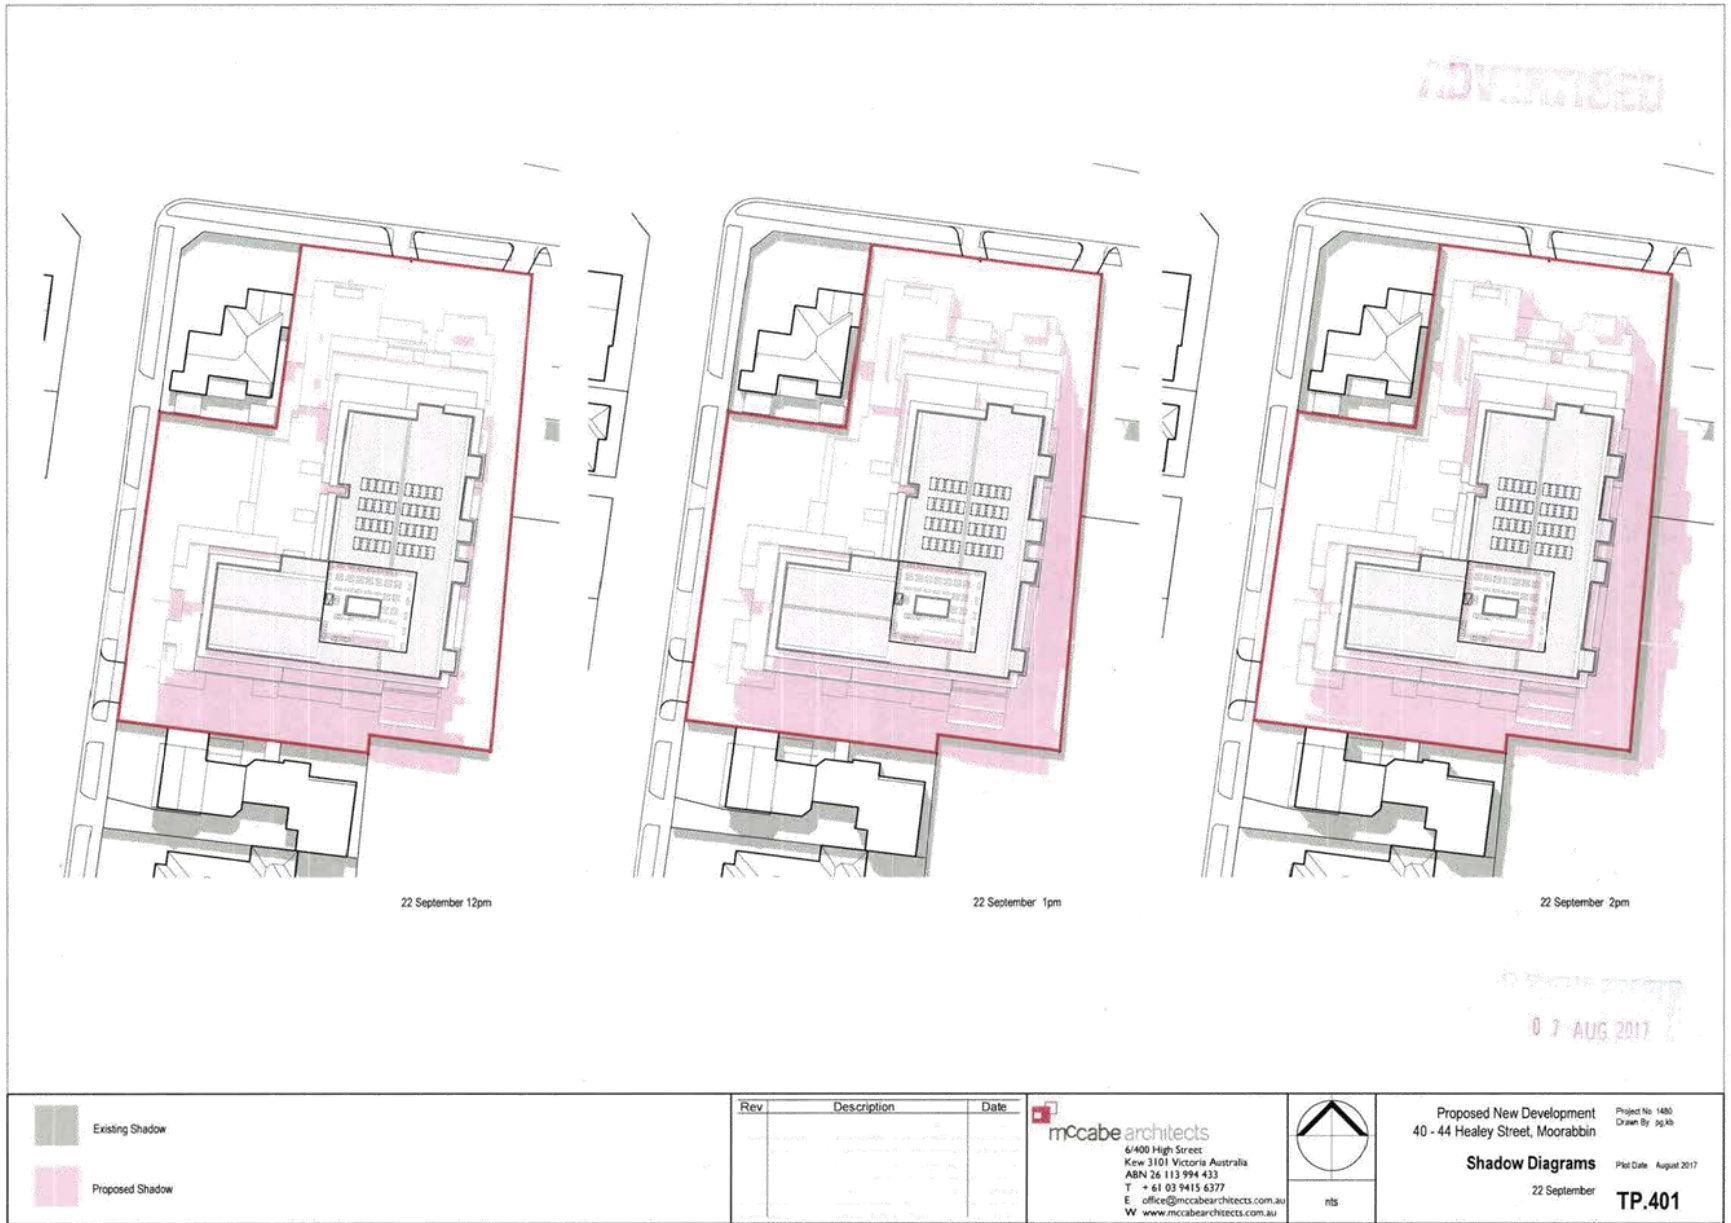 ADVERTISED
22 September 12pm
22 September 1pm
22 September 2pm
0 7 AUG 2017
Existing Shadow
Proposed Shadow
Rev Description Date
mccabe architects
6/400 High Street
Kew 3101 Victoria Australia
ABN 26 113 994 433
T + 61 03 9415 6377
E office@mccabearchitects.com.au
W www.mccabearchitects.com.au
nts
Proposed New Development
40 - 44 Healey Street, Moorabbin
Shadow Diagrams
22 September
Project No 1480
Drawn By pg,kb
Plot Date August 2017
TP.401